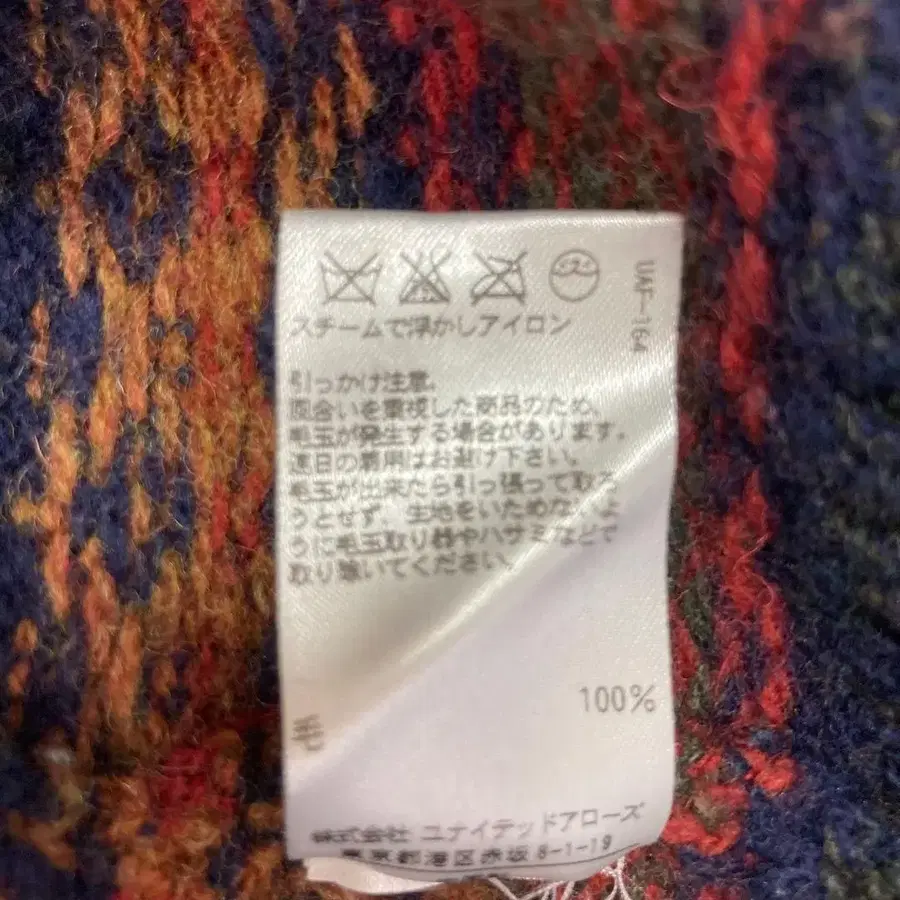 スチームで浮かしアイロン
UAF-164
引っかけ注意。
風合いを重視した商品のため、
毛玉が発生する場合があります。
連日の着用はお避け下さい。
毛玉が出来たら引っ張って取ろ
うとせず、生地をいためないよ
うに毛玉取り器やハサミなどで
取り除いてください。
100%
株式会社 ユナイテッドアローズ
東京都港区赤坂8-1-19